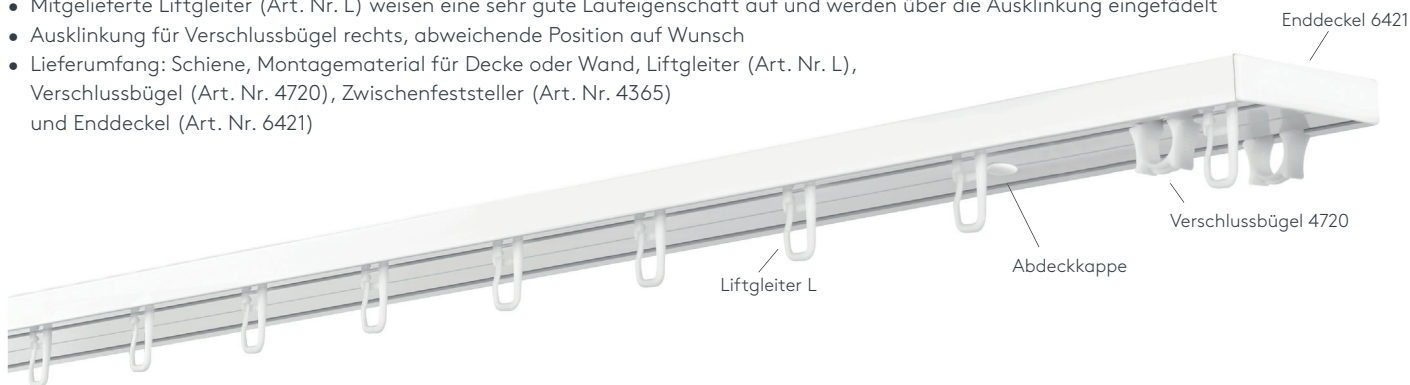 • Mitgelieferte Liftgleiter (Art. Nr. L) weisen eine sehr gute Laufeigenschaft auf und werden über die Ausklinkung eingefädelt
Enddeckel 6421
• Ausklinkung für Verschlussbügel rechts, abweichende Position auf Wunsch
• Lieferumfang: Schiene, Montagematerial für Decke oder Wand, Liftgleiter (Art. Nr. L),
Verschlussbügel (Art. Nr. 4720), Zwischenfeststeller (Art. Nr. 4365)
und Enddeckel (Art. Nr. 6421)
Verschlussbügel 4720
Abdeckkappe
Liftgleiter L